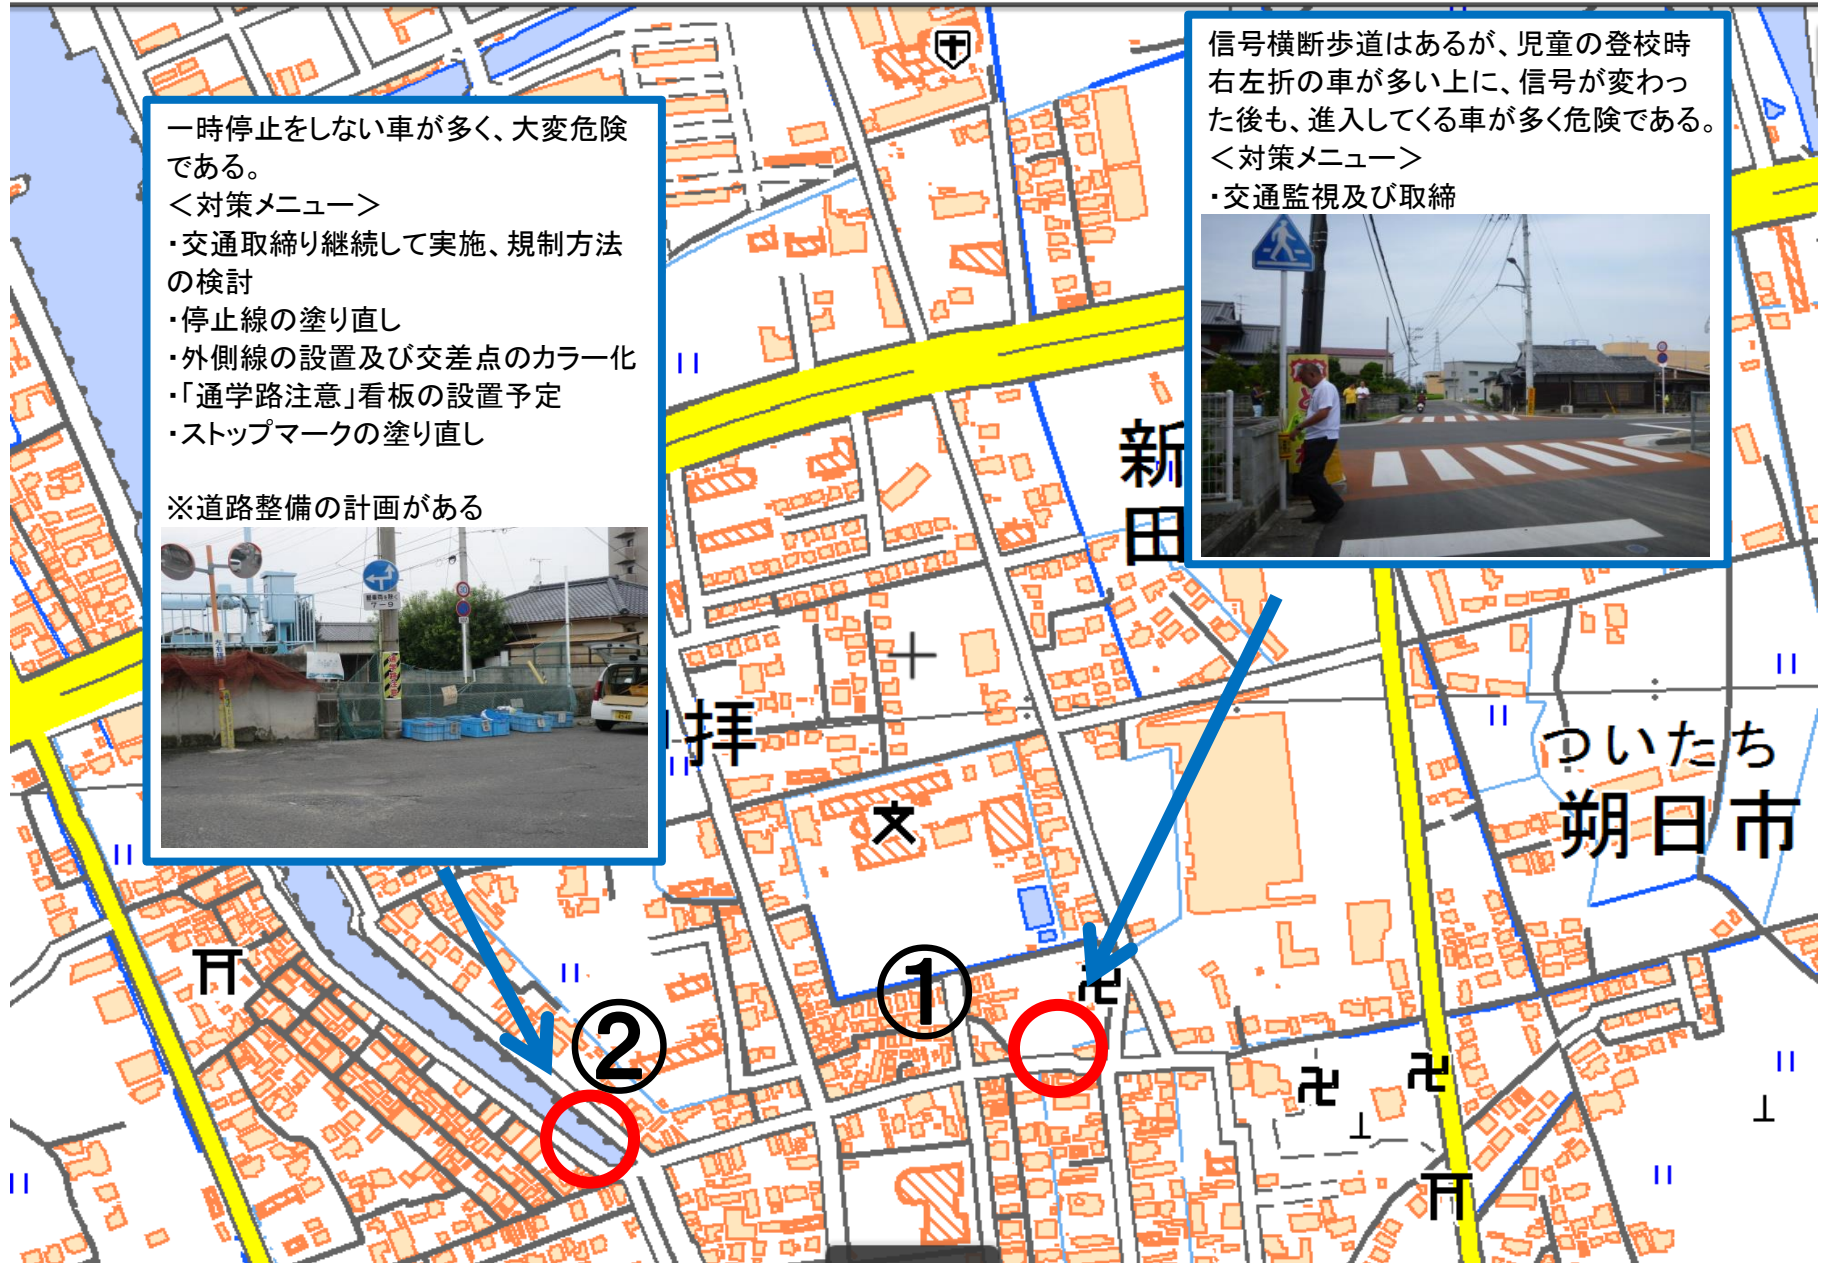 一時停止をしない車が多く、大変危険
である。
＜対策メニュー＞
・交通取締り継続して実施、規制方法
の検討
・停止線の塗り直し
・外側線の設置及び交差点のカラー化
・「通学路注意」看板の設置予定
・ストップマークの塗り直し
※道路整備の計画がある
信号横断歩道はあるが、児童の登校時
右左折の車が多い上に、信号が変わっ
た後も、進入してくる車が多く危険である。
＜対策メニュー＞
・交通監視及び取締
新
田
拝
ついたち
朔日市
文
①
②
7-9